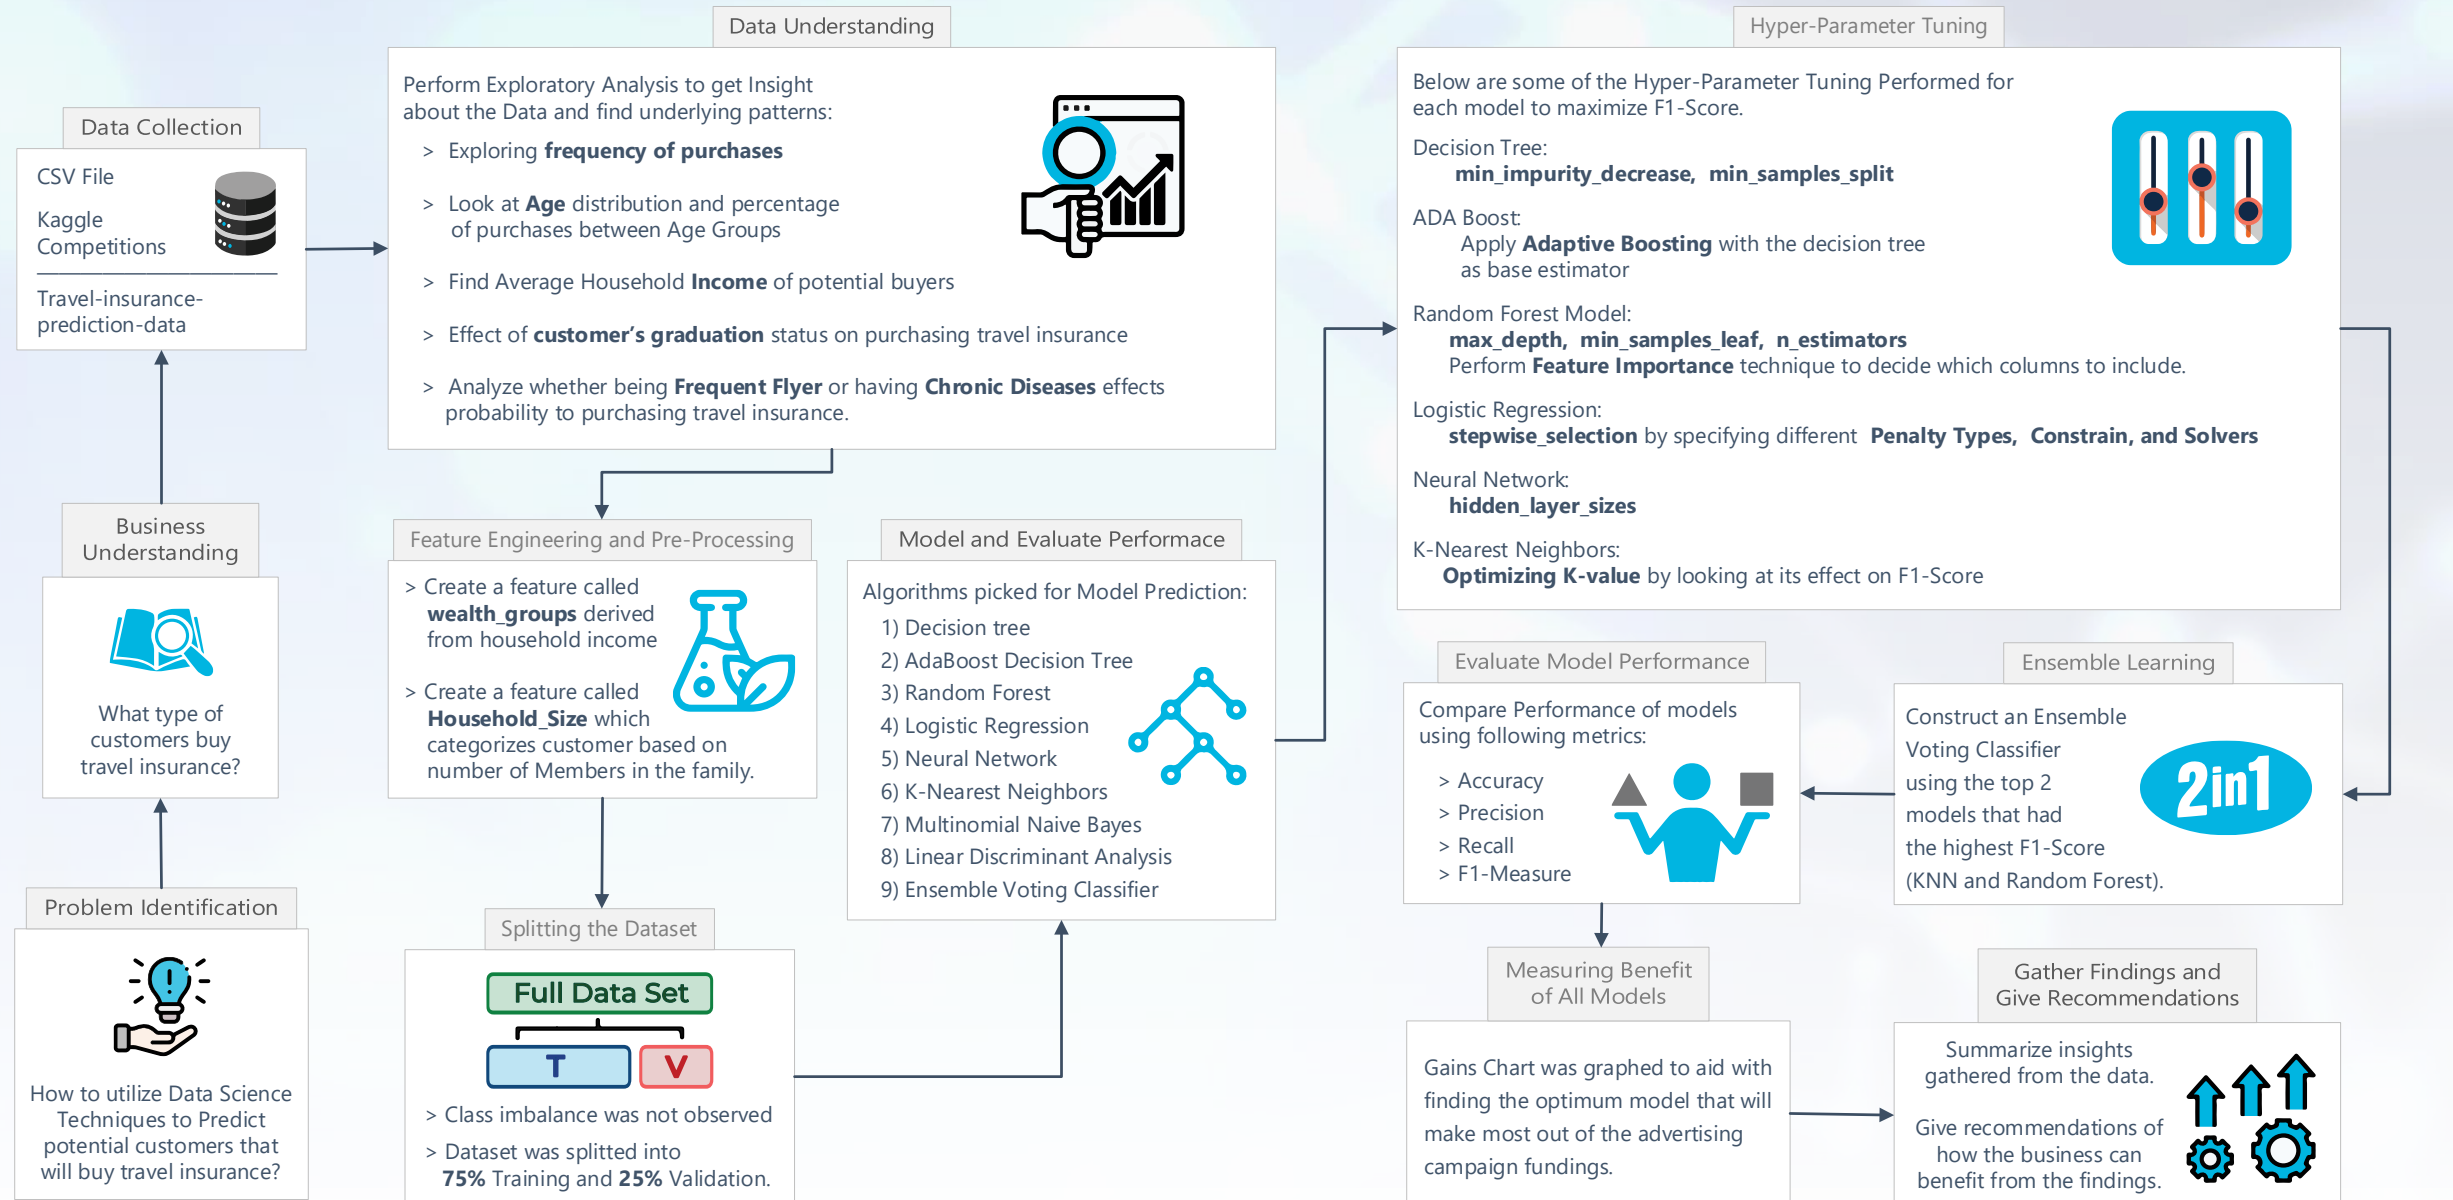 Problem Identification
How to utilize Data Science
Techniques to Predict
potential customers that
will buy travel insurance?
Business
Understanding
What type of
customers buy
travel insurance?
Data Collection
CSV File
Kaggle
Competitions
Travel-insurance-
prediction-data
Data Understanding
Perform Exploratory Analysis to get Insight
about the Data and find underlying patterns:
> Exploring frequency of purchases
> Look at Age distribution and percentage
of purchases between Age Groups
> Find Average Household Income of potential buyers
> Effect of customer’s graduation status on purchasing travel insurance
> Analyze whether being Frequent Flyer or having Chronic Diseases effects
probability to purchasing travel insurance.
Feature Engineering and Pre-Processing
> Create a feature called
wealth_groups derived
from household income
> Create a feature called
Household_Size which
categorizes customer based on
number of Members in the family.
Splitting the Dataset
Full Data Set
T V
> Class imbalance was not observed
> Dataset was splitted into
75% Training and 25% Validation.
Model and Evaluate Performace
Algorithms picked for Model Prediction:
1) Decision tree
2) AdaBoost Decision Tree
3) Random Forest
4) Logistic Regression
5) Neural Network
6) K-Nearest Neighbors
7) Multinomial Naive Bayes
8) Linear Discriminant Analysis
9) Ensemble Voting Classifier
Hyper-Parameter Tuning
Below are some of the Hyper-Parameter Tuning Performed for
each model to maximize F1-Score.
Decision Tree:
min_impurity_decrease, min_samples_split
ADA Boost:
Apply Adaptive Boosting with the decision tree
as base estimator
Random Forest Model:
max_depth, min_samples_leaf, n_estimators
Perform Feature Importance technique to decide which columns to include.
Logistic Regression:
stepwise_selection by specifying different Penalty Types, Constrain, and Solvers
Neural Network:
hidden_layer_sizes
K-Nearest Neighbors:
Optimizing K-value by looking at its effect on F1-Score
Ensemble Learning
Construct an Ensemble
Voting Classifier
using the top 2
models that had
the highest F1-Score
(KNN and Random Forest).
2in1
Evaluate Model Performance
Compare Performance of models
using following metrics:
> Accuracy
> Precision
> Recall
> F1-Measure
Measuring Benefit
of All Models
Gains Chart was graphed to aid with
finding the optimum model that will
make most out of the advertising
campaign fundings.
Gather Findings and
Give Recommendations
Summarize insights
gathered from the data.
Give recommendations of
how the business can
benefit from the findings.